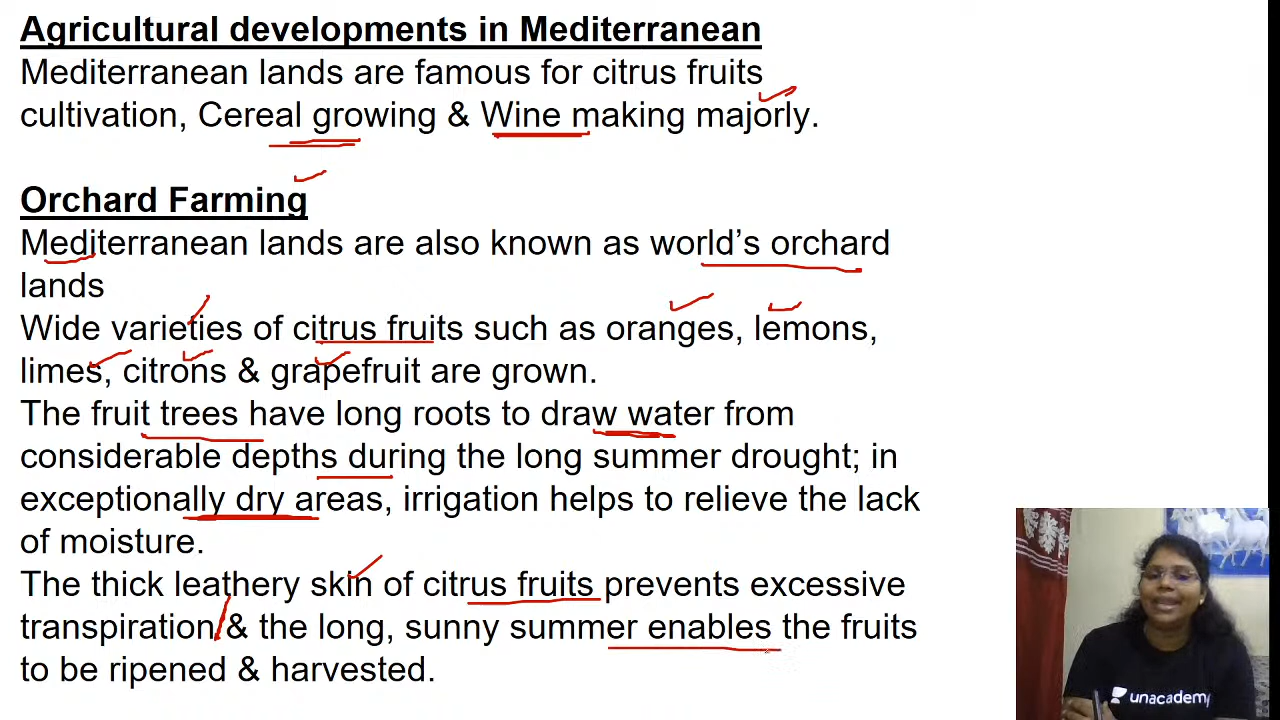 Agricultural developments in Mediterranean
Mediterranean lands are famous for citrus fruits
cultivation, Cereal growing & Wine making majorly.
Orchard Farming
Mediterranean lands are also known as world’s orchard
lands
Wide varieties of citrus fruits such as oranges, lemons,
limes, citrons & grapefruit are grown.
The fruit trees have long roots to draw water from
considerable depths during the long summer drought; in
exceptionally dry areas, irrigation helps to relieve the lack
of moisture.
The thick leathery skin of citrus fruits prevents excessive
transpiration & the long, sunny summer enables the fruits
to be ripened & harvested.
unacademy